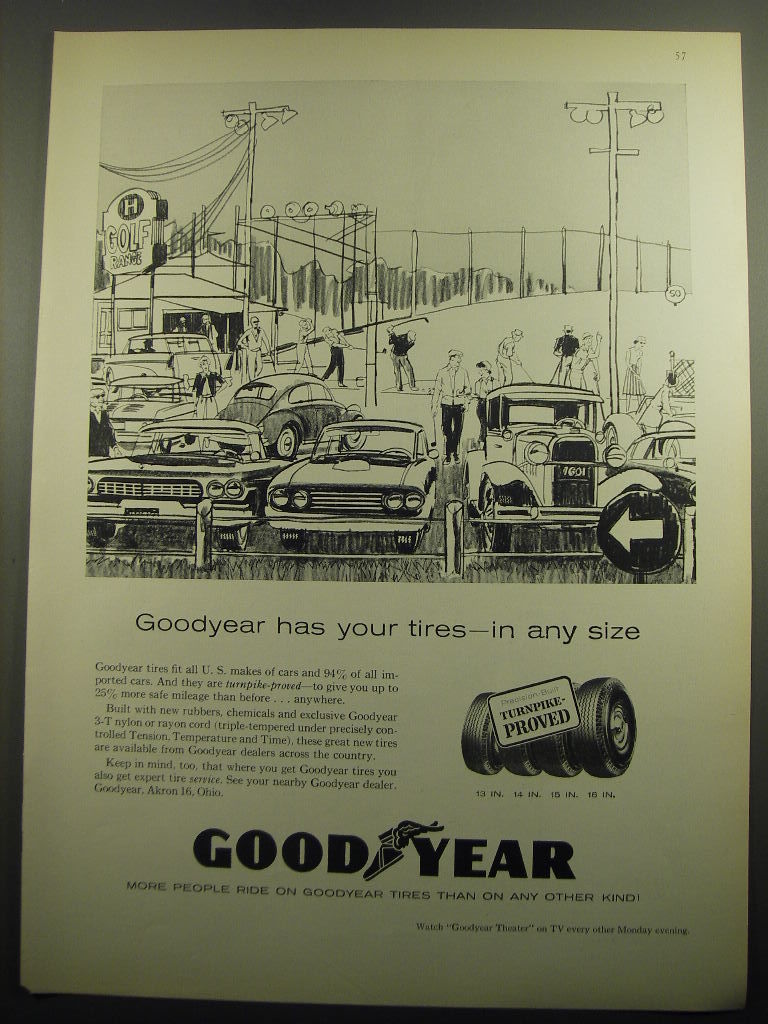 57
H
GOLF
RANGE
50
1601
Goodyear has your tires—in any size
Goodyear tires fit all U. S. makes of cars and 94% of all im-
ported cars. And they are turnpike-proved—to give you up to
25% more safe mileage than before . . . anywhere.
Built with new rubbers, chemicals and exclusive Goodyear
3-T nylon or rayon cord (triple-tempered under precisely con-
trolled Tension, Temperature and Time), these great new tires
are available from Goodyear dealers across the country.
Keep in mind, too, that where you get Goodyear tires you
also get expert tire service. See your nearby Goodyear dealer.
Goodyear, Akron 16, Ohio.
Precision-Built
TURNPIKE-
PROVED
13 IN. 14 IN. 15 IN. 16 IN.
GOODYEAR
MORE PEOPLE RIDE ON GOODYEAR TIRES THAN ON ANY OTHER KIND!
Watch "Goodyear Theater" on TV every other Monday evening.